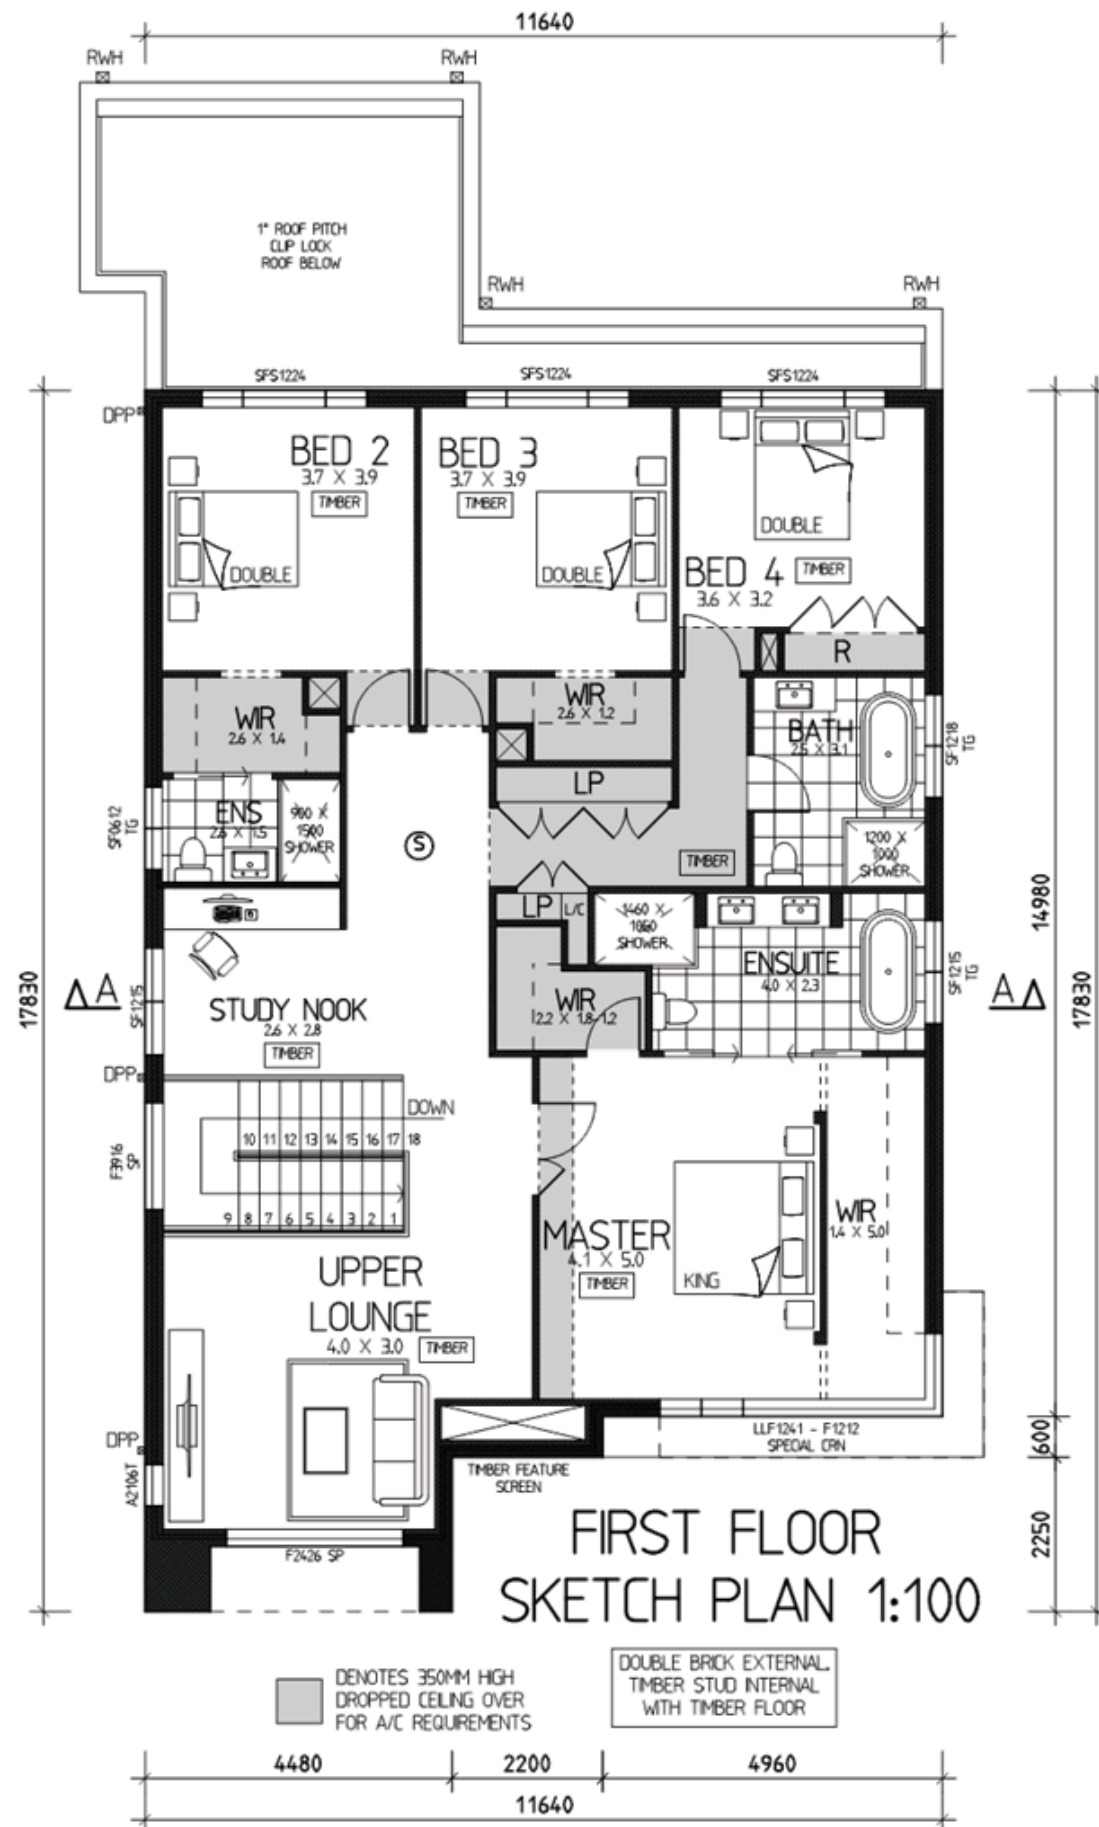 11640
RWH
RWH
1° ROOF PITCH
CLIP LOCK
ROOF BELOW
RWH
RWH
SFS1224
SFS1224
SFS1224
DPP
BED 2
3.7 X 3.9
TIMBER
DOUBLE
BED 3
3.7 X 3.9
TIMBER
DOUBLE
DOUBLE
BED 4
3.6 X 3.2
TIMBER
R
WIR
2.6 X 1.4
WIR
2.6 X 1.2
BATH
2.5 X 3.1
SF1218
TG
LP
ENS
2.6 X 1.5
900 X
1500
SHOWER
SF0612
TG
S
TIMBER
1200 X
1000
SHOWER
LP
L/C
1460 X
1060
SHOWER
ENSUITE
4.0 X 2.3
SF1215
TG
STUDY NOOK
2.6 X 2.8
TIMBER
SF1215
WIR
2.2 X 1.8-1.2
A
A
17830
14980
17830
DPP
DOWN
10 11 12 13 14 15 16 17 18
9 8 7 6 5 4 3 2 1
F3916
SP
MASTER
4.1 X 5.0
TIMBER
KING
WIR
1.4 X 5.0
UPPER
LOUNGE
4.0 X 3.0
TIMBER
DPP
A2106T
LLF1241 - F1212
SPECIAL CRN
600
TIMBER FEATURE
SCREEN
2250
F2426 SP
FIRST FLOOR
SKETCH PLAN 1:100
DENOTES 350MM HIGH
DROPPED CEILING OVER
FOR A/C REQUIREMENTS
DOUBLE BRICK EXTERNAL,
TIMBER STUD INTERNAL
WITH TIMBER FLOOR
4480
2200
4960
11640